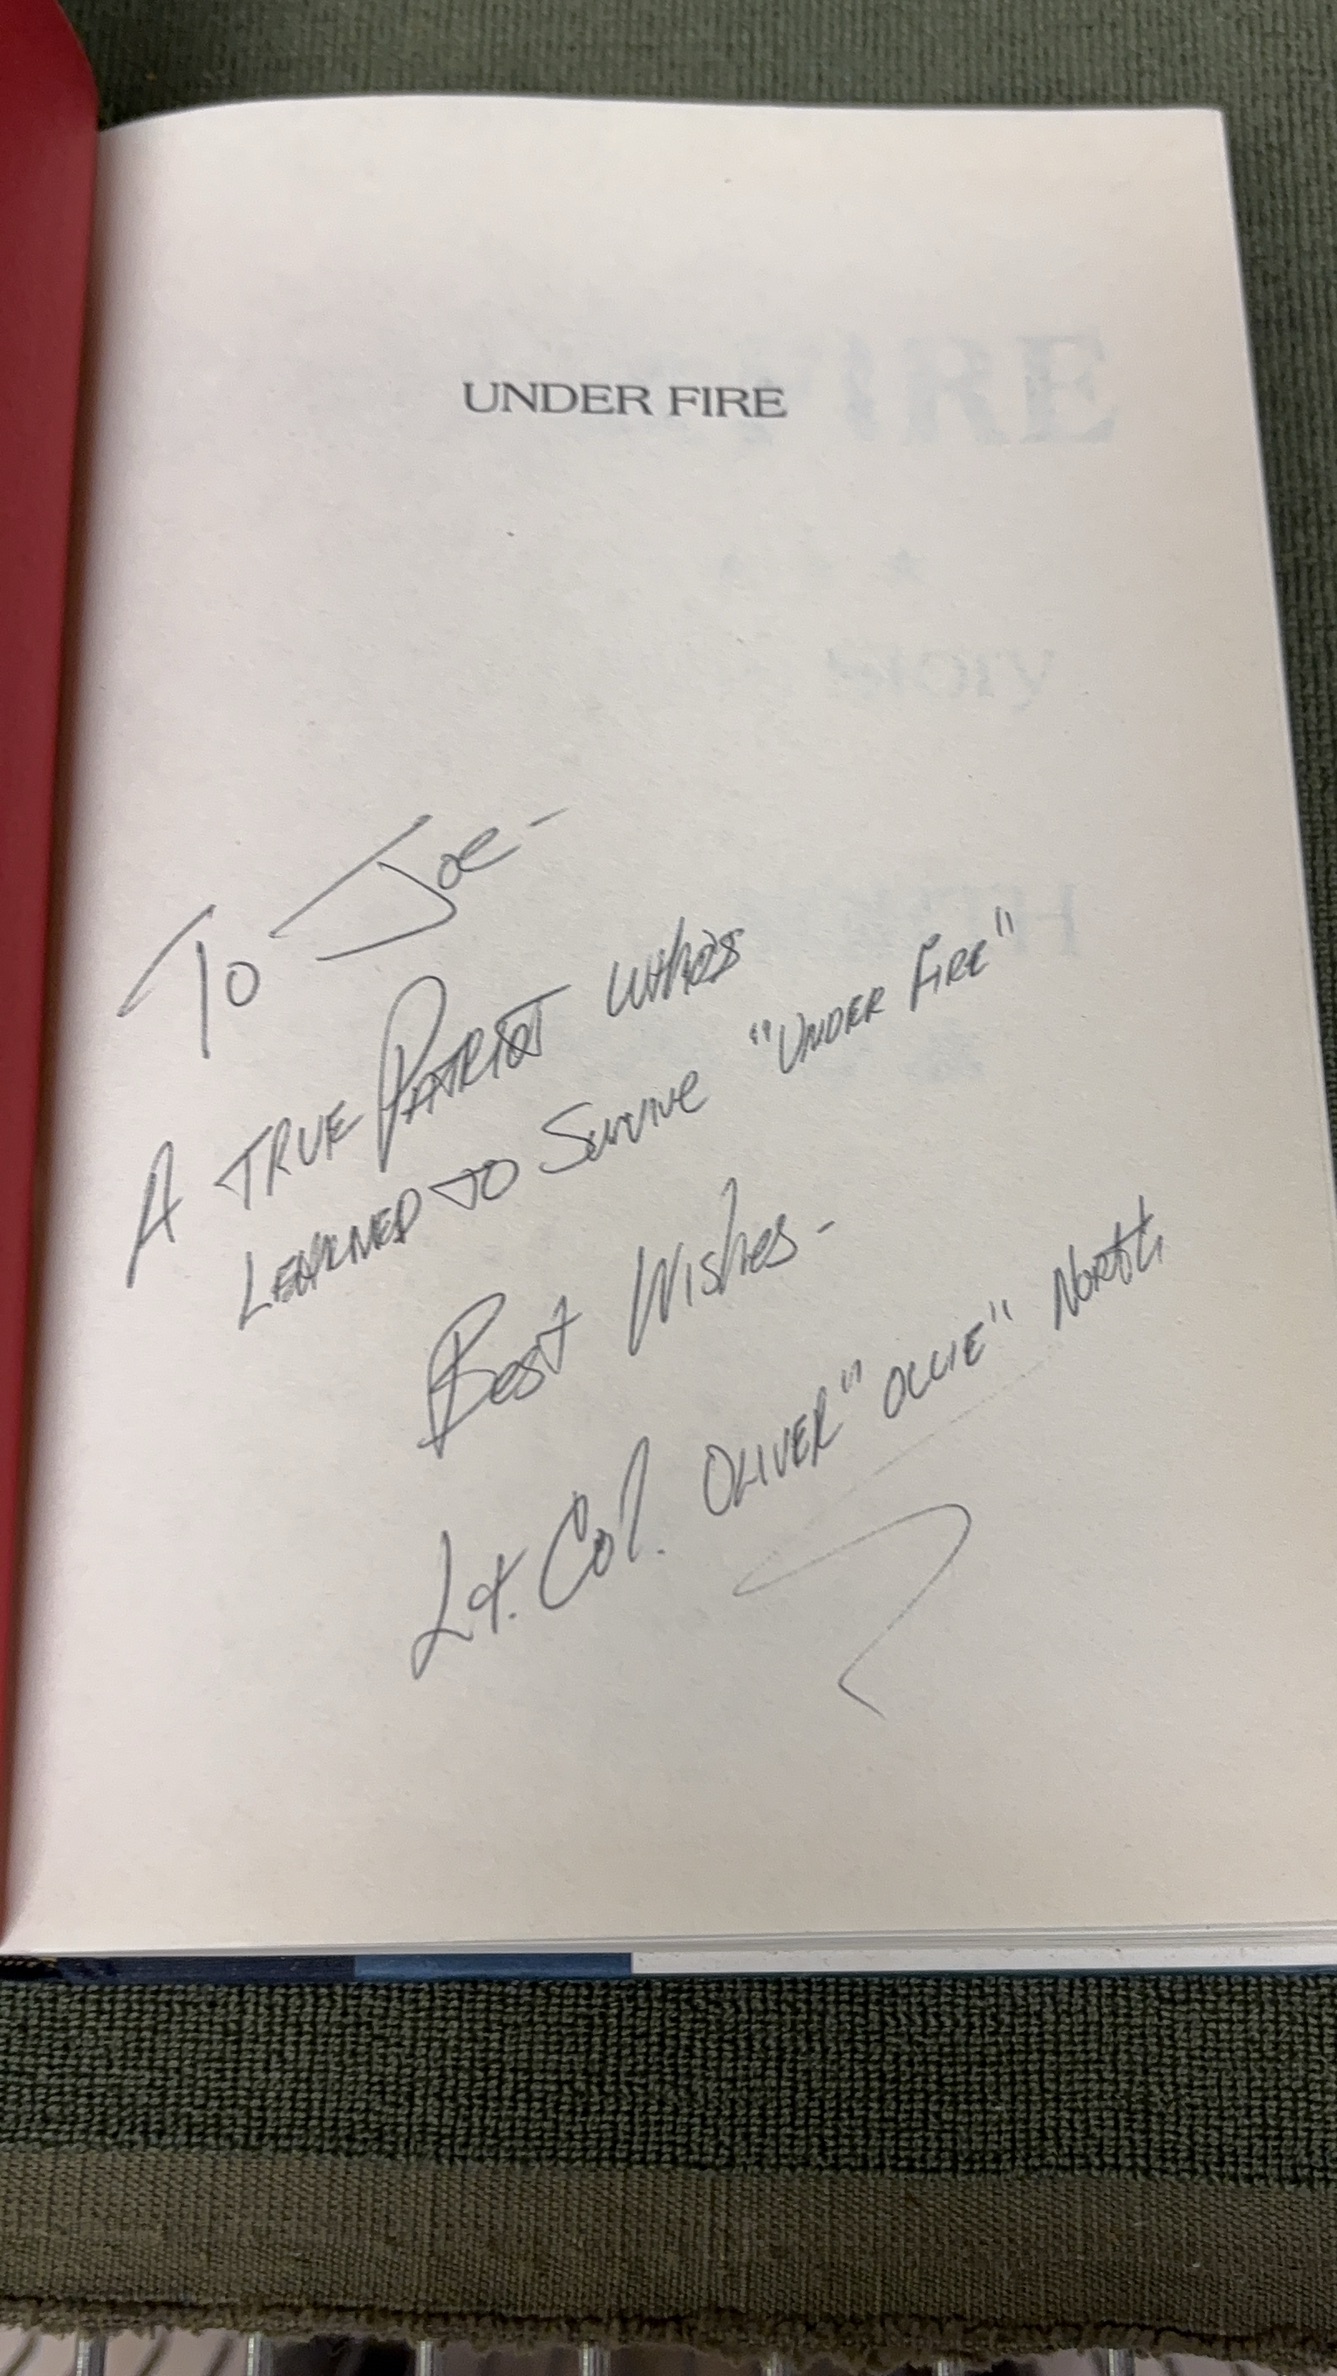 UNDER FIRE
To Joe-
A TRUE PATRIOT who's
LEARNED TO Survive "UNDER FIRE"
Best Wishes-
Lt. Col. OLIVER "OLLIE" NORTH